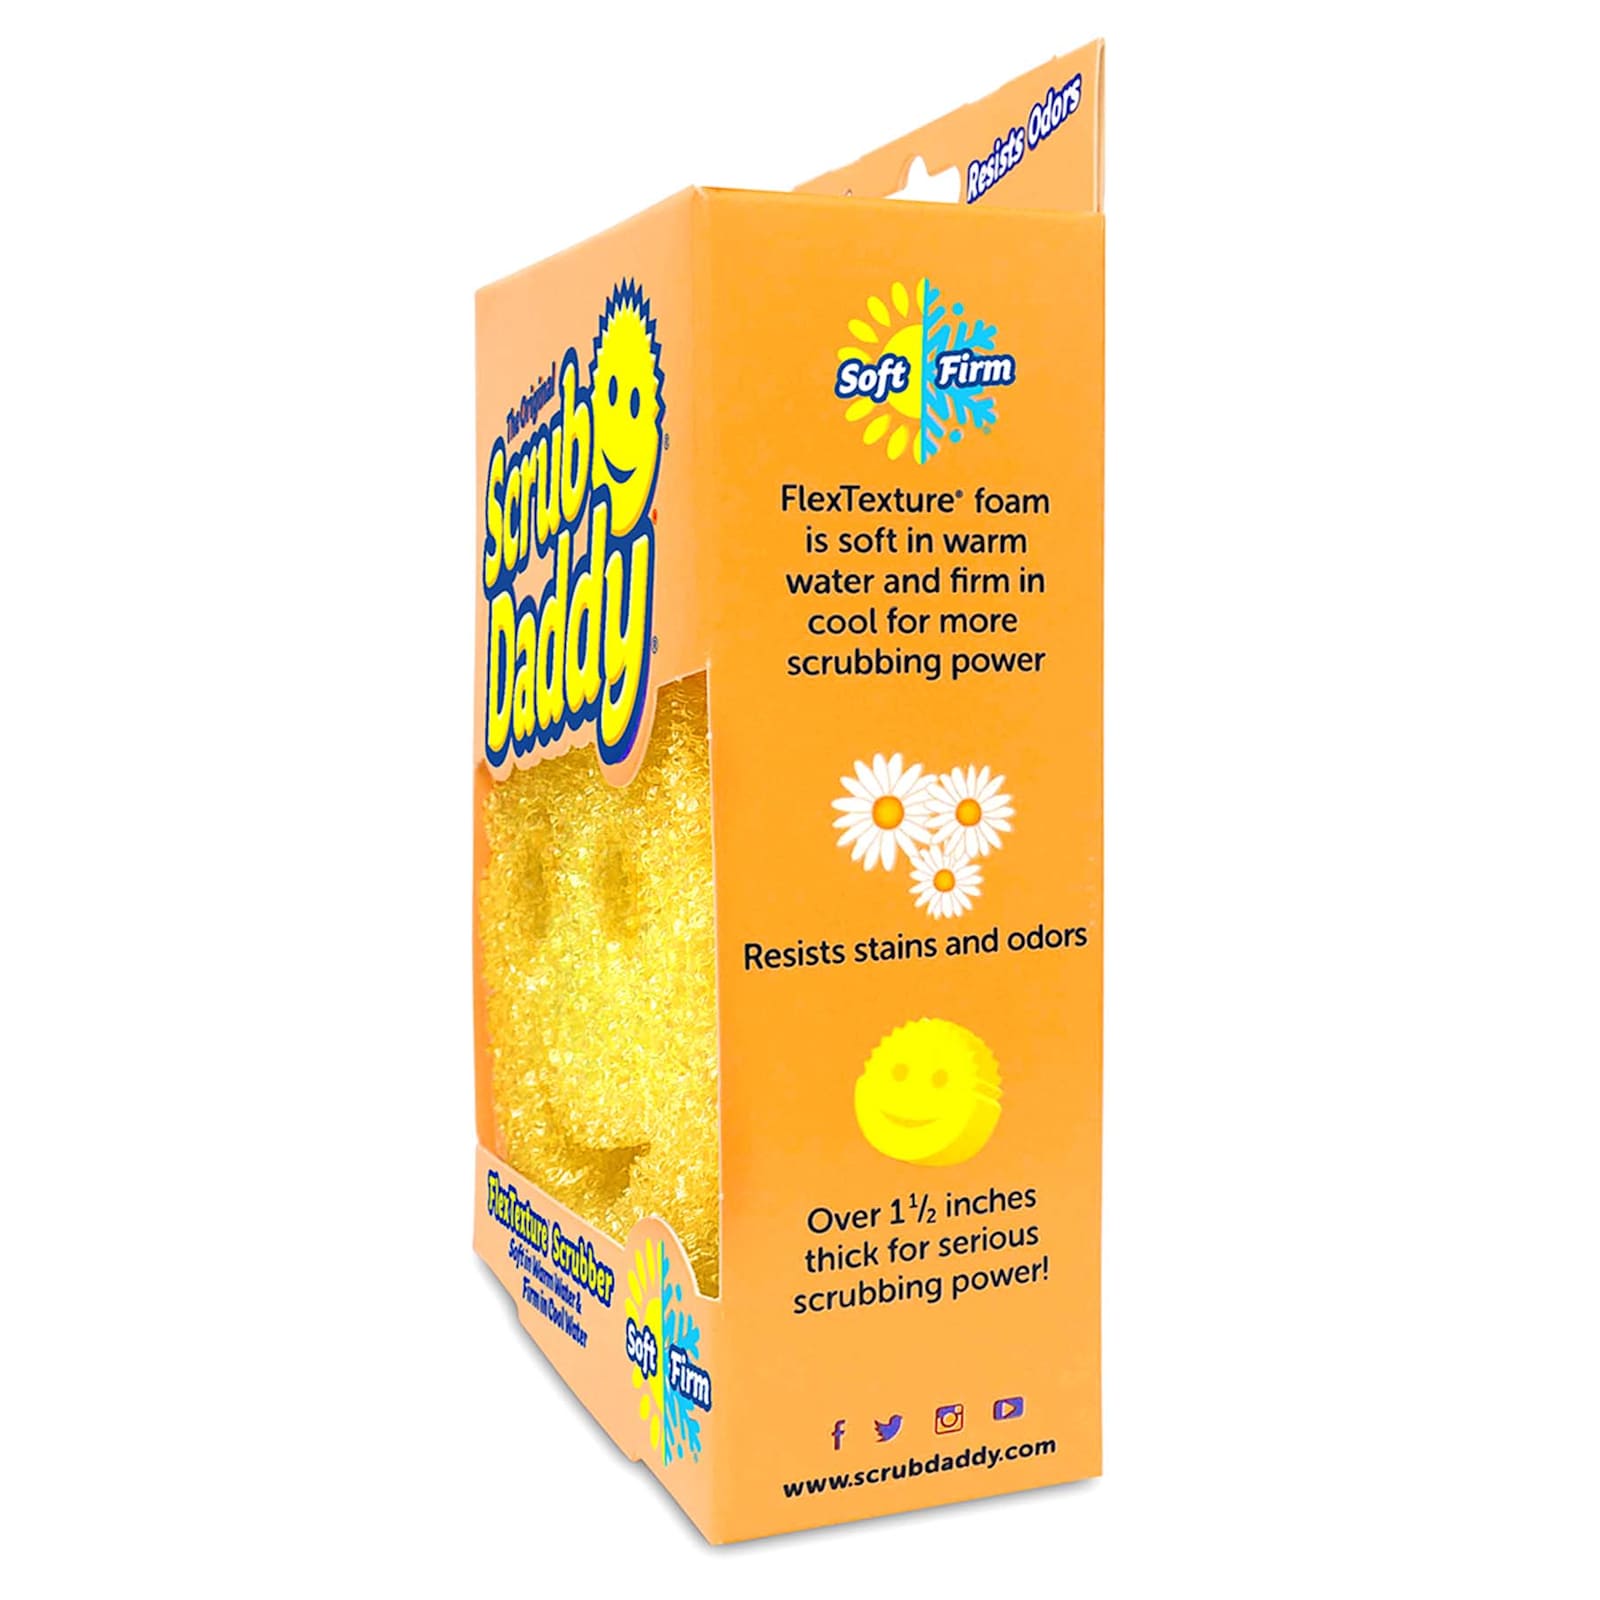 Resists Odors
The Original
Scrub
Daddy
®
®
FlexTexture® Scrubber
Soft in Warm Water &
Firm in Cool Water
Soft Firm
Soft Firm
FlexTexture® foam
is soft in warm
water and firm in
cool for more
scrubbing power
Resists stains and odors
Over 1 1/2 inches
thick for serious
scrubbing power!
www.scrubdaddy.com